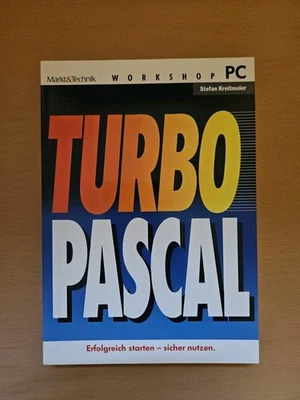 Markt&Technik WORKSHOP PC
Stefan Kreitmeier
TURBO
PASCAL
Erfolgreich starten – sicher nutzen.